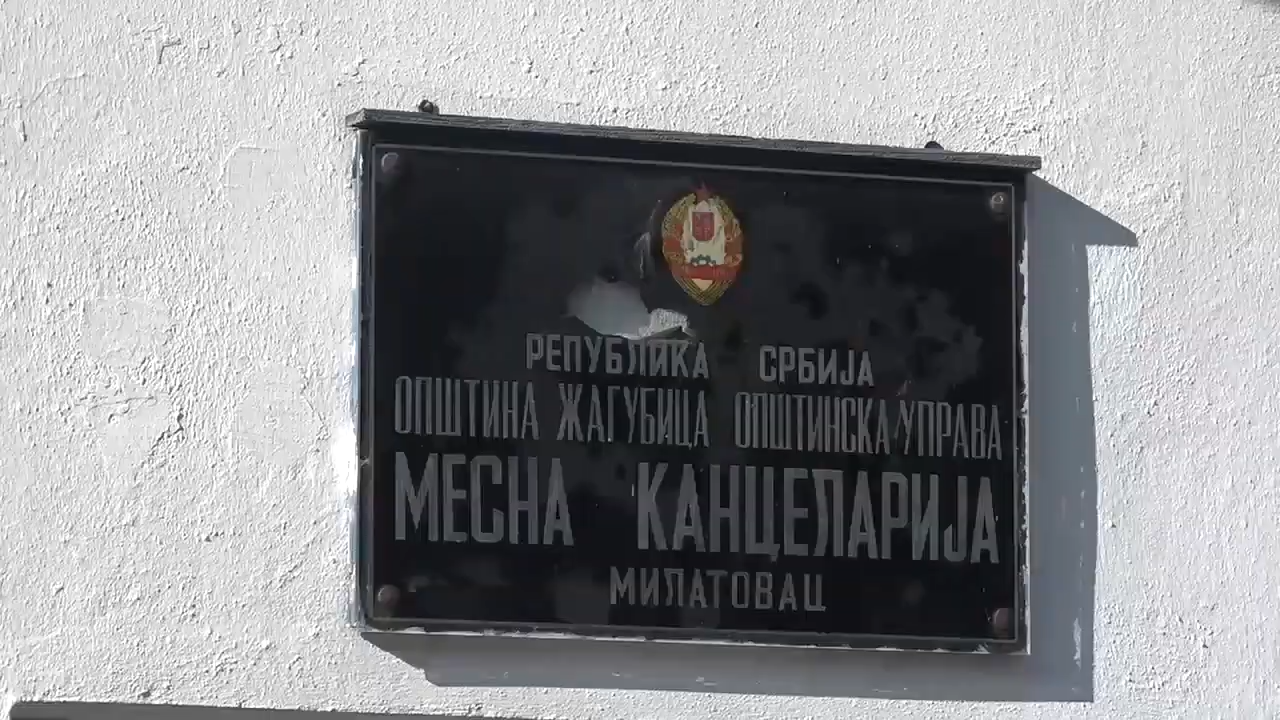 РЕПУБЛИКА СРБИЈА
ОПШТИНА ЖАГУБИЦА ОПШТИНСКА УПРАВА
МЕСНА КАНЦЕЛАРИЈА
МИЛАТОВАЦ